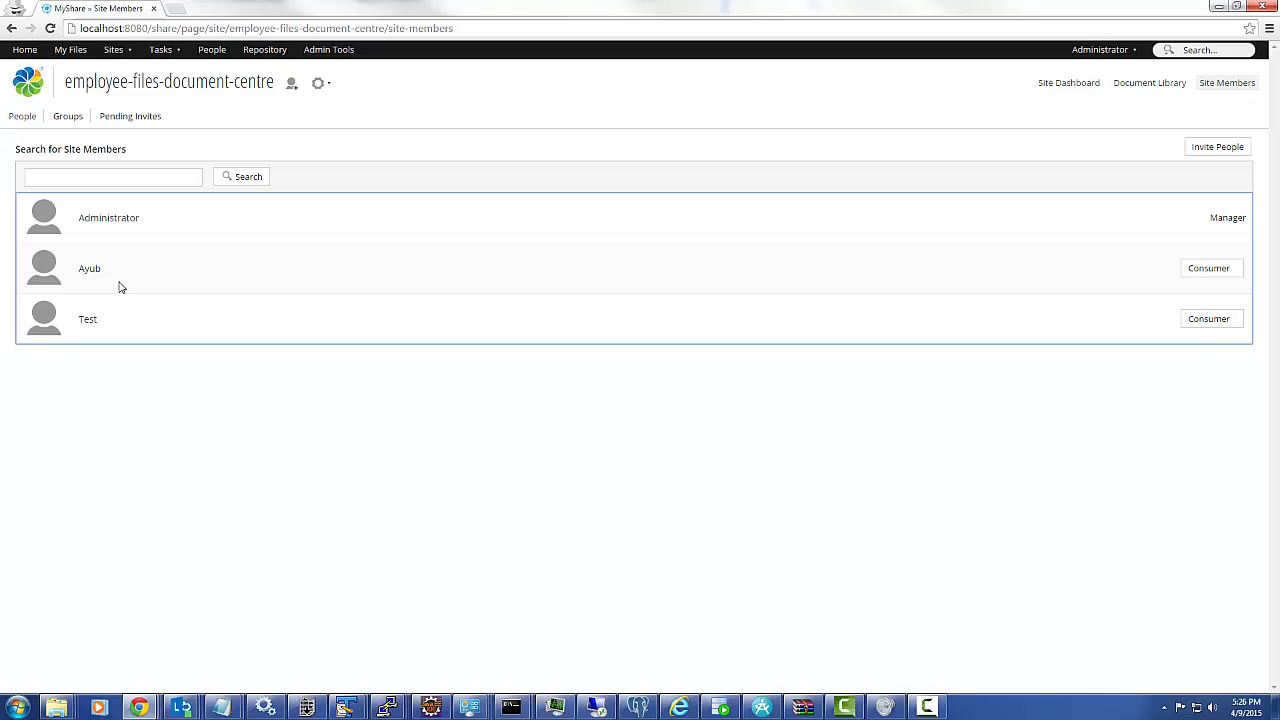 MyShare » Site Members
localhost:8080/share/page/site/employee-files-document-centre/site-members
Home My Files Sites Tasks People Repository Admin Tools Administrator Search...
employee-files-document-centre Site Dashboard Document Library Site Members
People Groups Pending Invites
Search for Site Members Invite People
Search
Administrator Manager
Ayub Consumer
Test Consumer
5:26 PM
4/9/2015